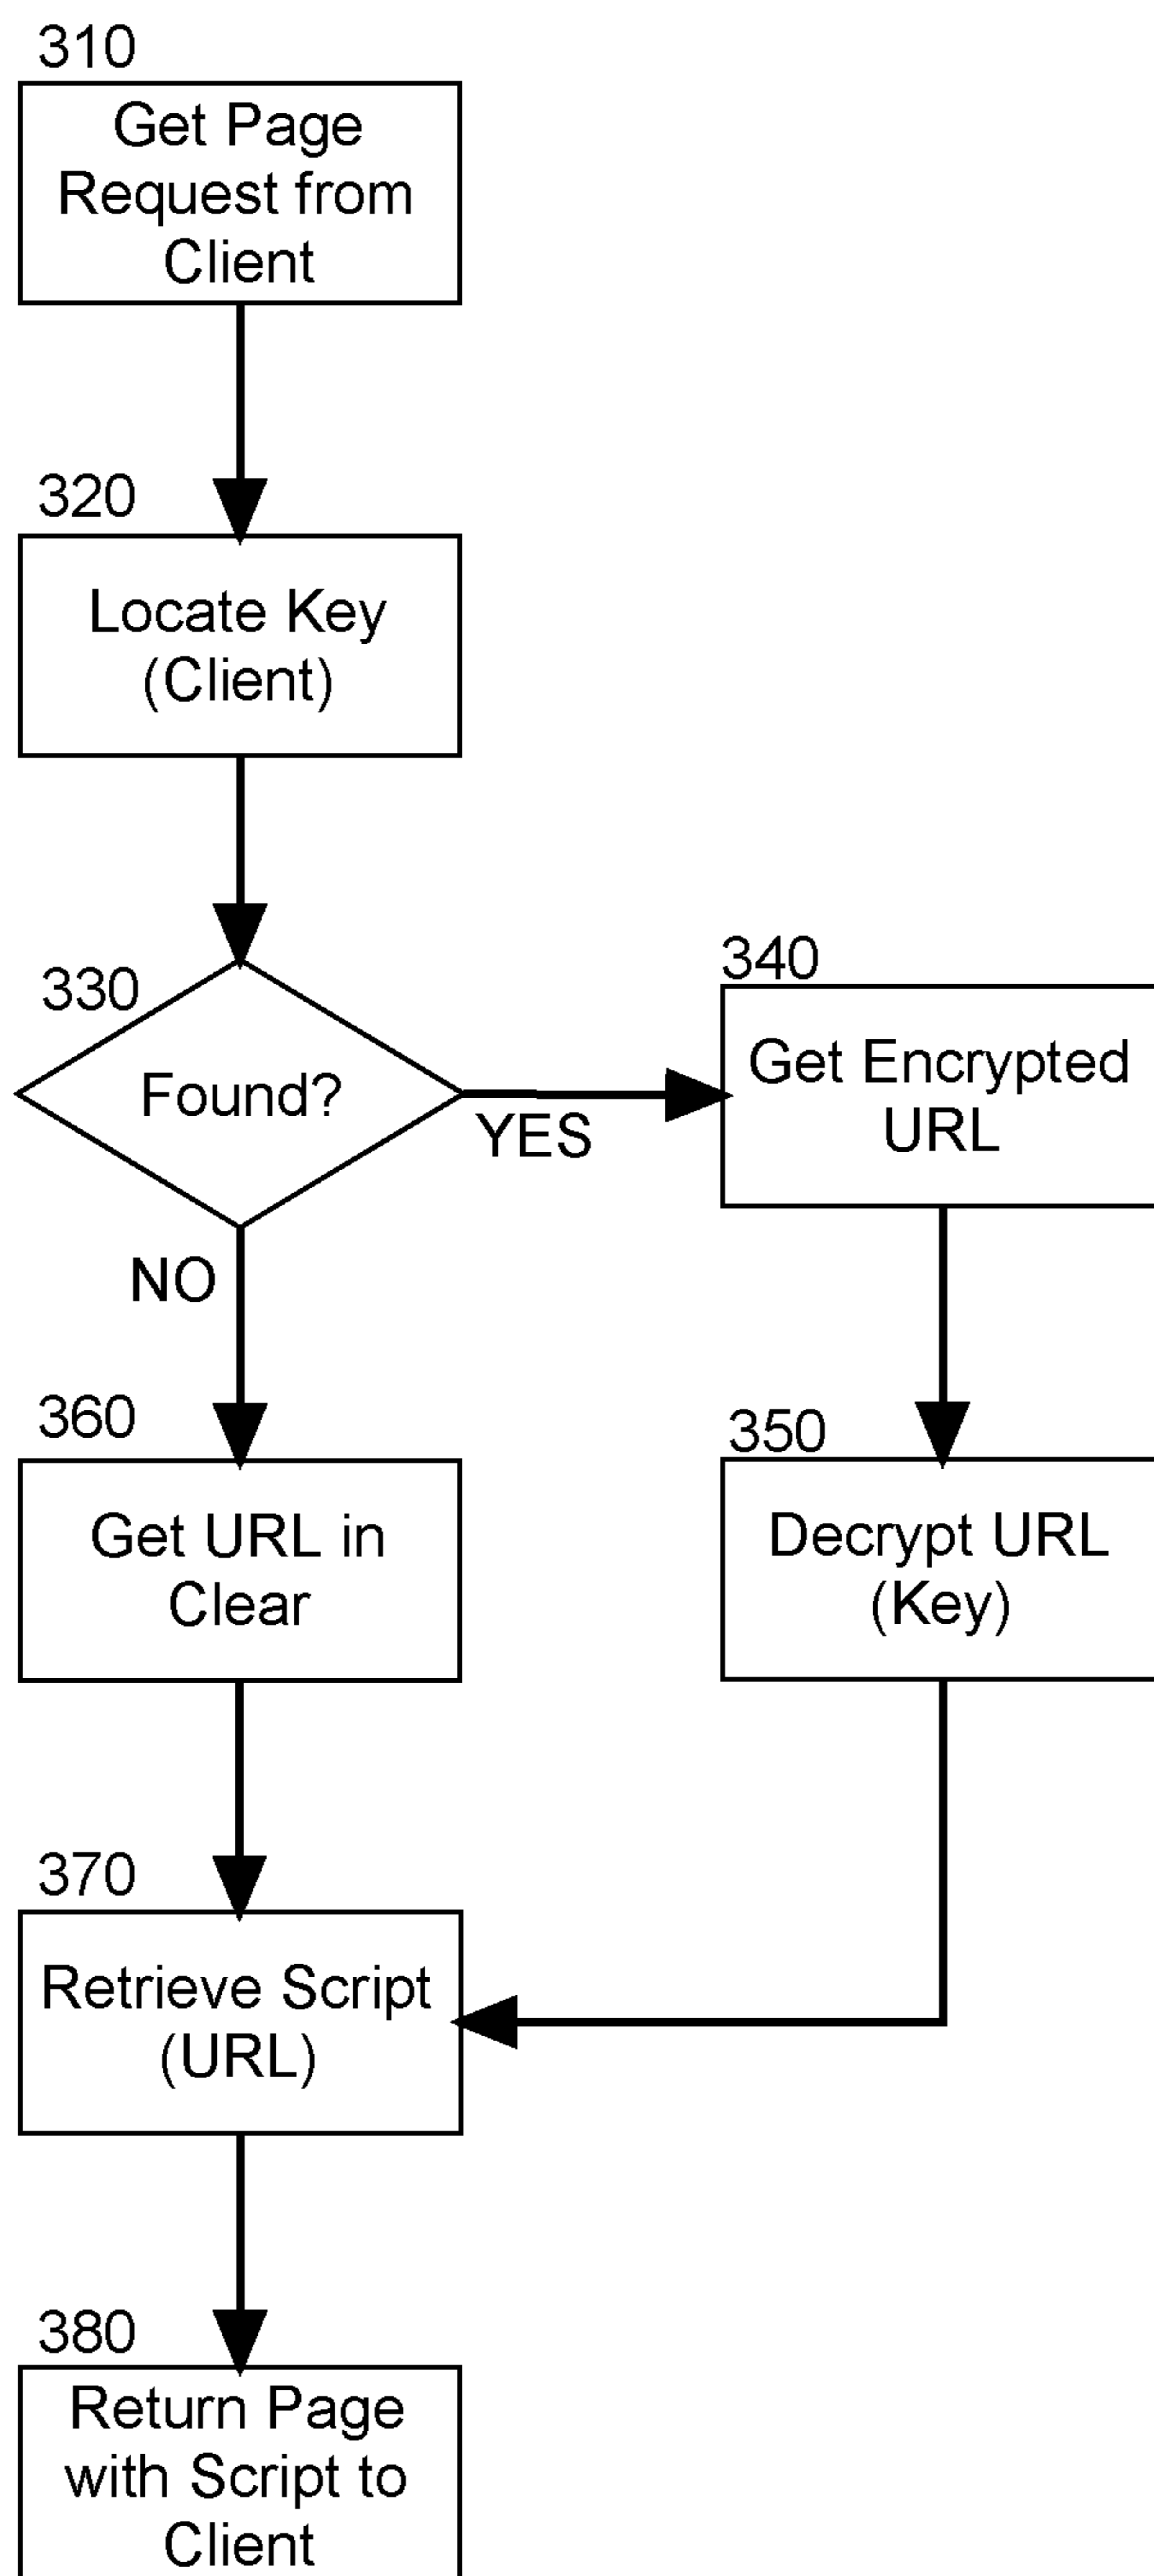 310
Get Page
Request from
Client
320
Locate Key
(Client)
330
Found?
YES
NO
340
Get Encrypted
URL
350
Decrypt URL
(Key)
360
Get URL in
Clear
370
Retrieve Script
(URL)
380
Return Page
with Script to
Client